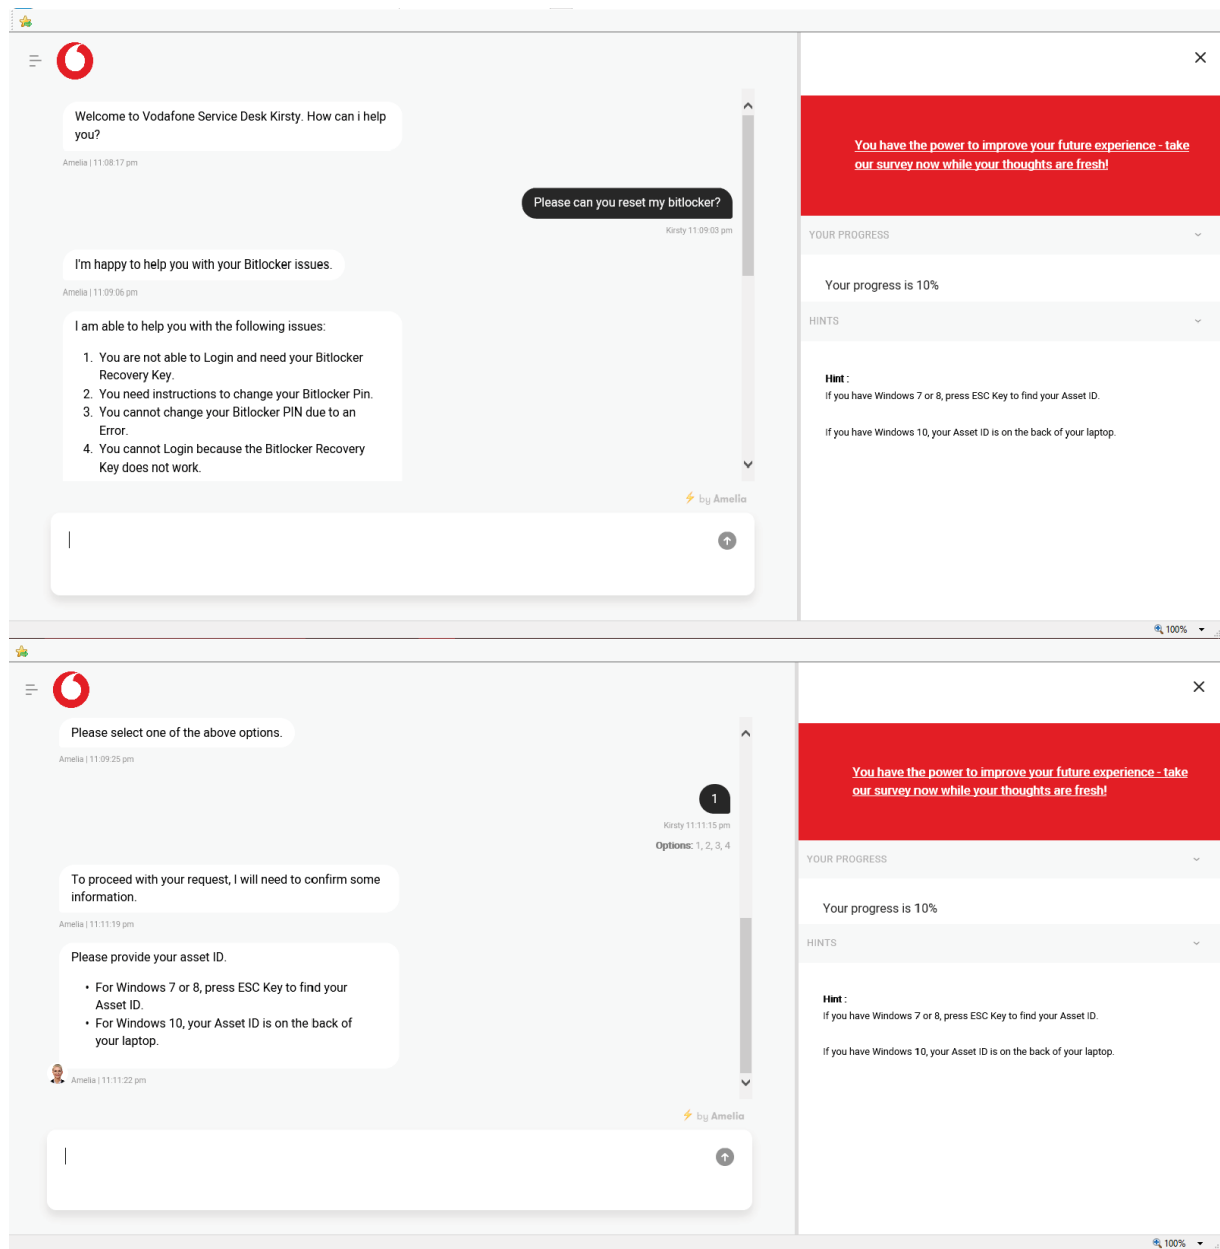 Welcome to Vodafone Service Desk Kirsty. How can i help
you?
Amelia | 11:08:17 pm
Please can you reset my bitlocker?
Kirsty 11:09:03 pm
I'm happy to help you with your Bitlocker issues.
Amelia | 11:09:06 pm
I am able to help you with the following issues:
1. You are not able to Login and need your Bitlocker
Recovery Key.
2. You need instructions to change your Bitlocker Pin.
3. You cannot change your Bitlocker PIN due to an
Error.
4. You cannot Login because the Bitlocker Recovery
Key does not work.
by Amelia
You have the power to improve your future experience - take
our survey now while your thoughts are fresh!
YOUR PROGRESS
Your progress is 10%
HINTS
Hint :
If you have Windows 7 or 8, press ESC Key to find your Asset ID.
If you have Windows 10, your Asset ID is on the back of your laptop.
100%
Please select one of the above options.
Amelia | 11:09:25 pm
1
Kirsty 11:11:15 pm
Options: 1, 2, 3, 4
To proceed with your request, I will need to confirm some
information.
Amelia | 11:11:19 pm
Please provide your asset ID.
• For Windows 7 or 8, press ESC Key to find your
Asset ID.
• For Windows 10, your Asset ID is on the back of
your laptop.
Amelia | 11:11:22 pm
by Amelia
You have the power to improve your future experience - take
our survey now while your thoughts are fresh!
YOUR PROGRESS
Your progress is 10%
HINTS
Hint :
If you have Windows 7 or 8, press ESC Key to find your Asset ID.
If you have Windows 10, your Asset ID is on the back of your laptop.
100%